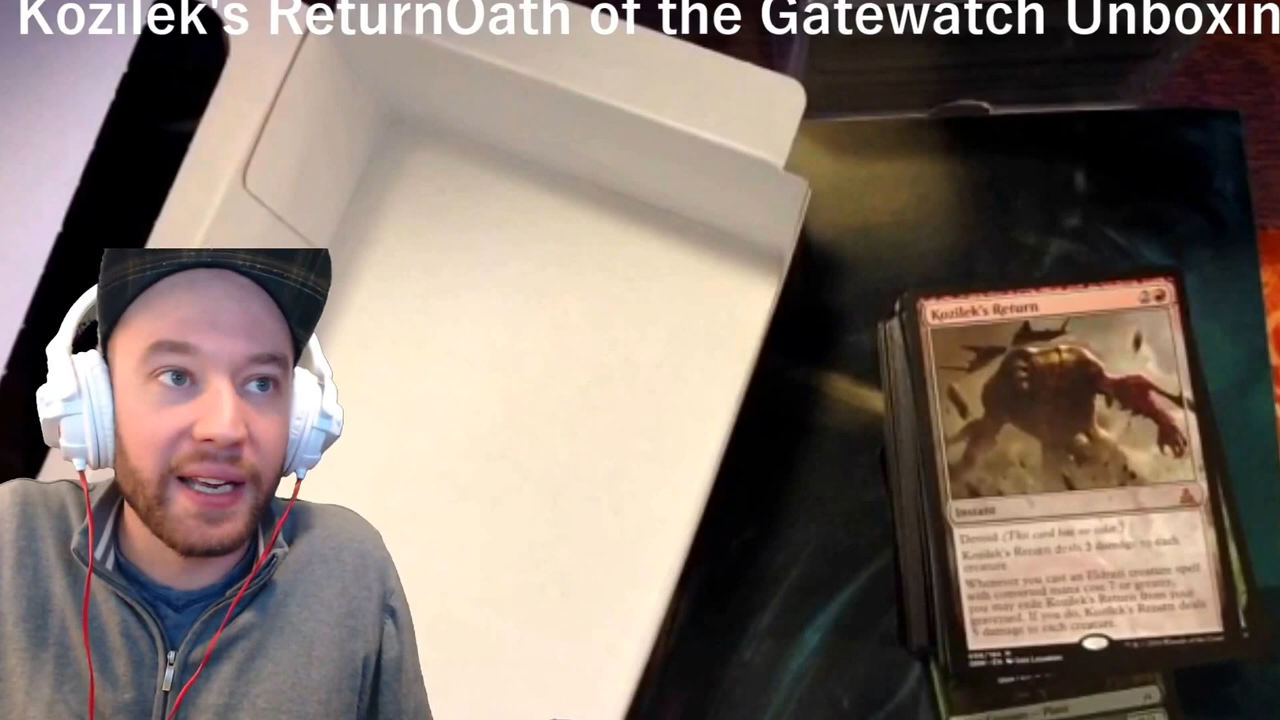 Kozilek's ReturnOath of the Gatewatch Unboxin
Kozilek's Return
2
Instant
Devoid (This card has no color.)
Kozilek's Return deals 2 damage to each
creature.
Whenever you cast an Eldrazi creature spell
with converted mana cost 7 or greater,
you may exile Kozilek's Return from your
graveyard. If you do, Kozilek's Return deals
5 damage to each creature.